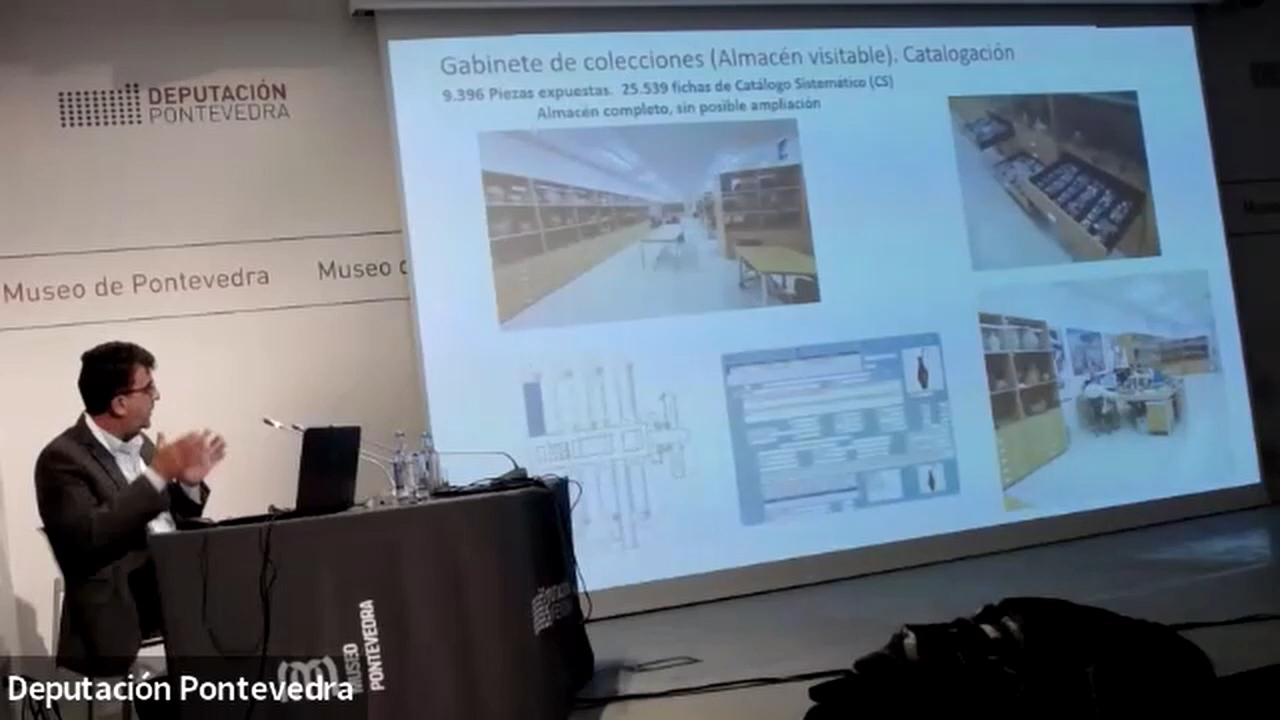 Gabinete de colecciones (Almacén visitable). Catalogación
9.396 Piezas expuestas. 25.539 fichas de Catálogo Sistemático (CS)
Almacén completo, sin posible ampliación
DEPUTACIÓN
PONTEVEDRA
Museo de Pontevedra
Museo
MUSEO
PONTEVEDRA
Deputación Pontevedra